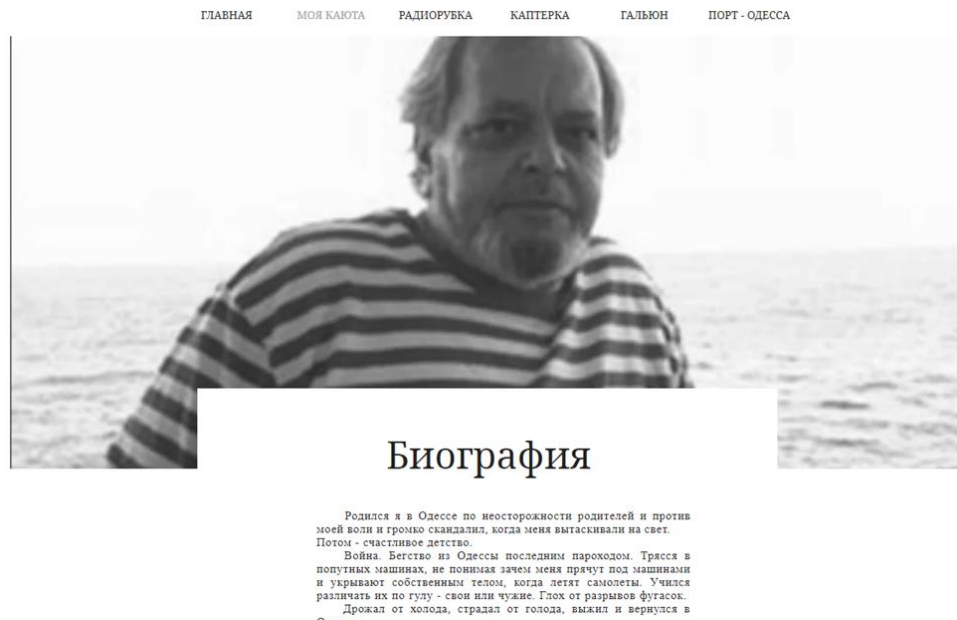 ГЛАВНАЯ МОЯ КАЮТА РАДИОРУБКА КАПТЕРКА ГАЛЬЮН ПОРТ - ОДЕССА
Биография
Родился я в Одессе по неосторожности родителей и против
моей воли и громко скандалил, когда меня вытаскивали на свет.
Потом - счастливое детство.
Война. Бегство из Одессы последним пароходом. Трясся в
попутных машинах, не понимая зачем меня прячут под машинами
и укрывают собственным телом, когда летят самолеты. Учился
различать их по гулу - свои или чужие. Глох от разрывов фугасок.
Дрожал от холода, страдал от голода, выжил и вернулся в